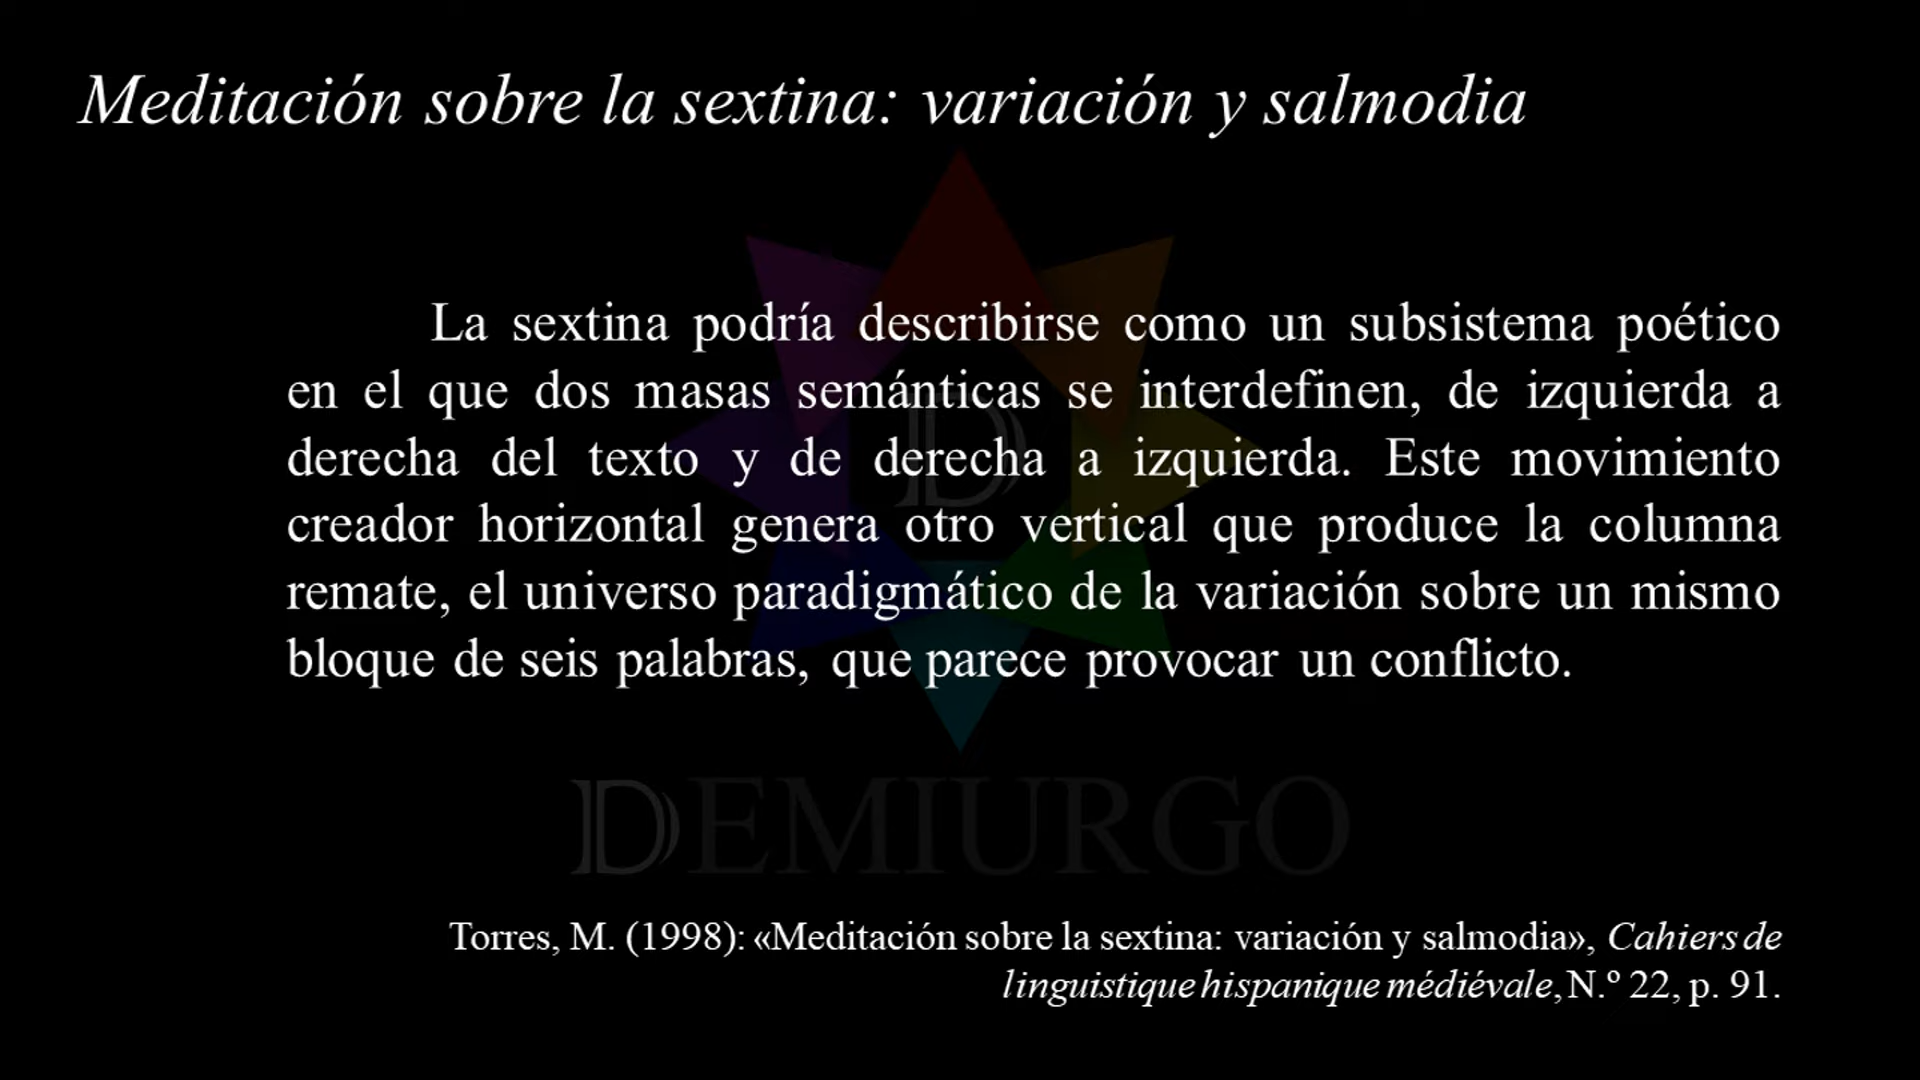 Meditación sobre la sextina: variación y salmodia
La sextina podría describirse como un subsistema poético
en el que dos masas semánticas se interdefinen, de izquierda a
derecha del texto y de derecha a izquierda. Este movimiento
creador horizontal genera otro vertical que produce la columna
remate, el universo paradigmático de la variación sobre un mismo
bloque de seis palabras, que parece provocar un conflicto.
D
DEMIURGO
Torres, M. (1998): «Meditación sobre la sextina: variación y salmodia», Cahiers de
linguistique hispanique médiévale, N.º 22, p. 91.